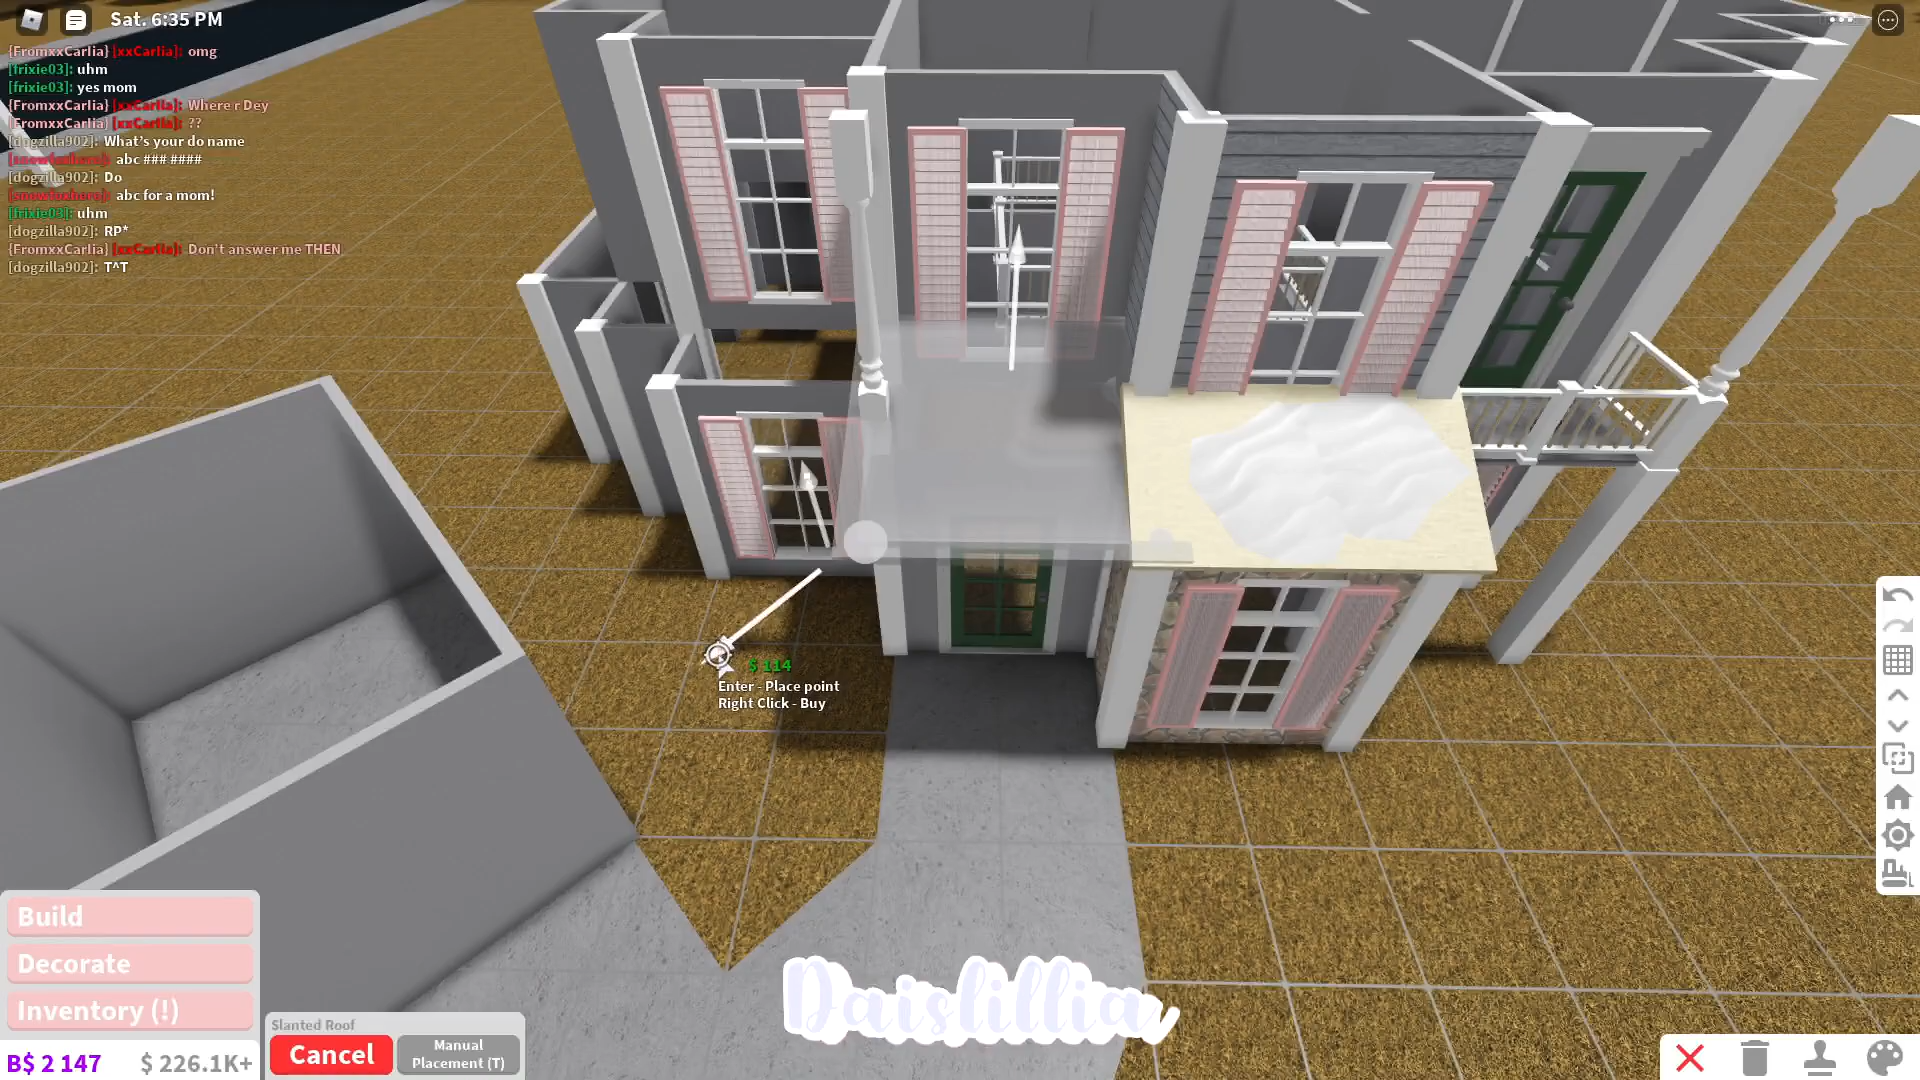 Sat. 6:35 PM
{FromxxCarlia} [xxCarlia]: omg
[frixie03]: uhm
[frixie03]: yes mom
{FromxxCarlia} [xxCarlia]: Where r Dey
{FromxxCarlia} [xxCarlia]: ??
[dogzilla902]: What's your do name
[snowfoxhero]: abc ### ####
[dogzilla902]: Do
[snowfoxhero]: abc for a mom!
[frixie03]: uhm
[dogzilla902]: RP*
{FromxxCarlia} [xxCarlia]: Don't answer me THEN
[dogzilla902]: T^T
$ 114
Enter - Place point
Right Click - Buy
Build
Decorate
Inventory (!)
B$ 2 147
$ 226.1K+
Slanted Roof
Cancel
Manual
Placement (T)
Daislillia